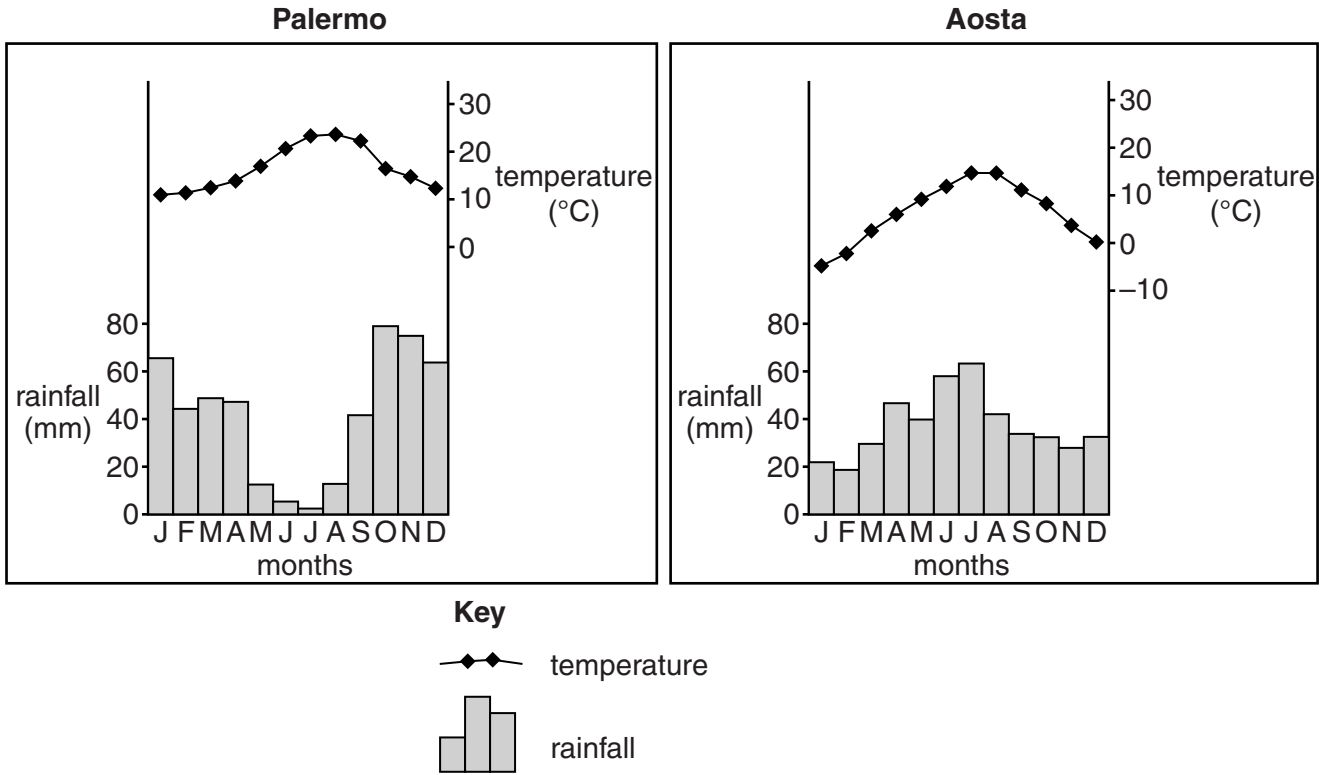 Palermo
30
20
10
0
temperature
(°C)
80
60
40
20
0
rainfall
(mm)
J F M A M J J A S O N D
months
Aosta
30
20
10
0
–10
temperature
(°C)
80
60
40
20
0
rainfall
(mm)
J F M A M J J A S O N D
months
Key
temperature
rainfall